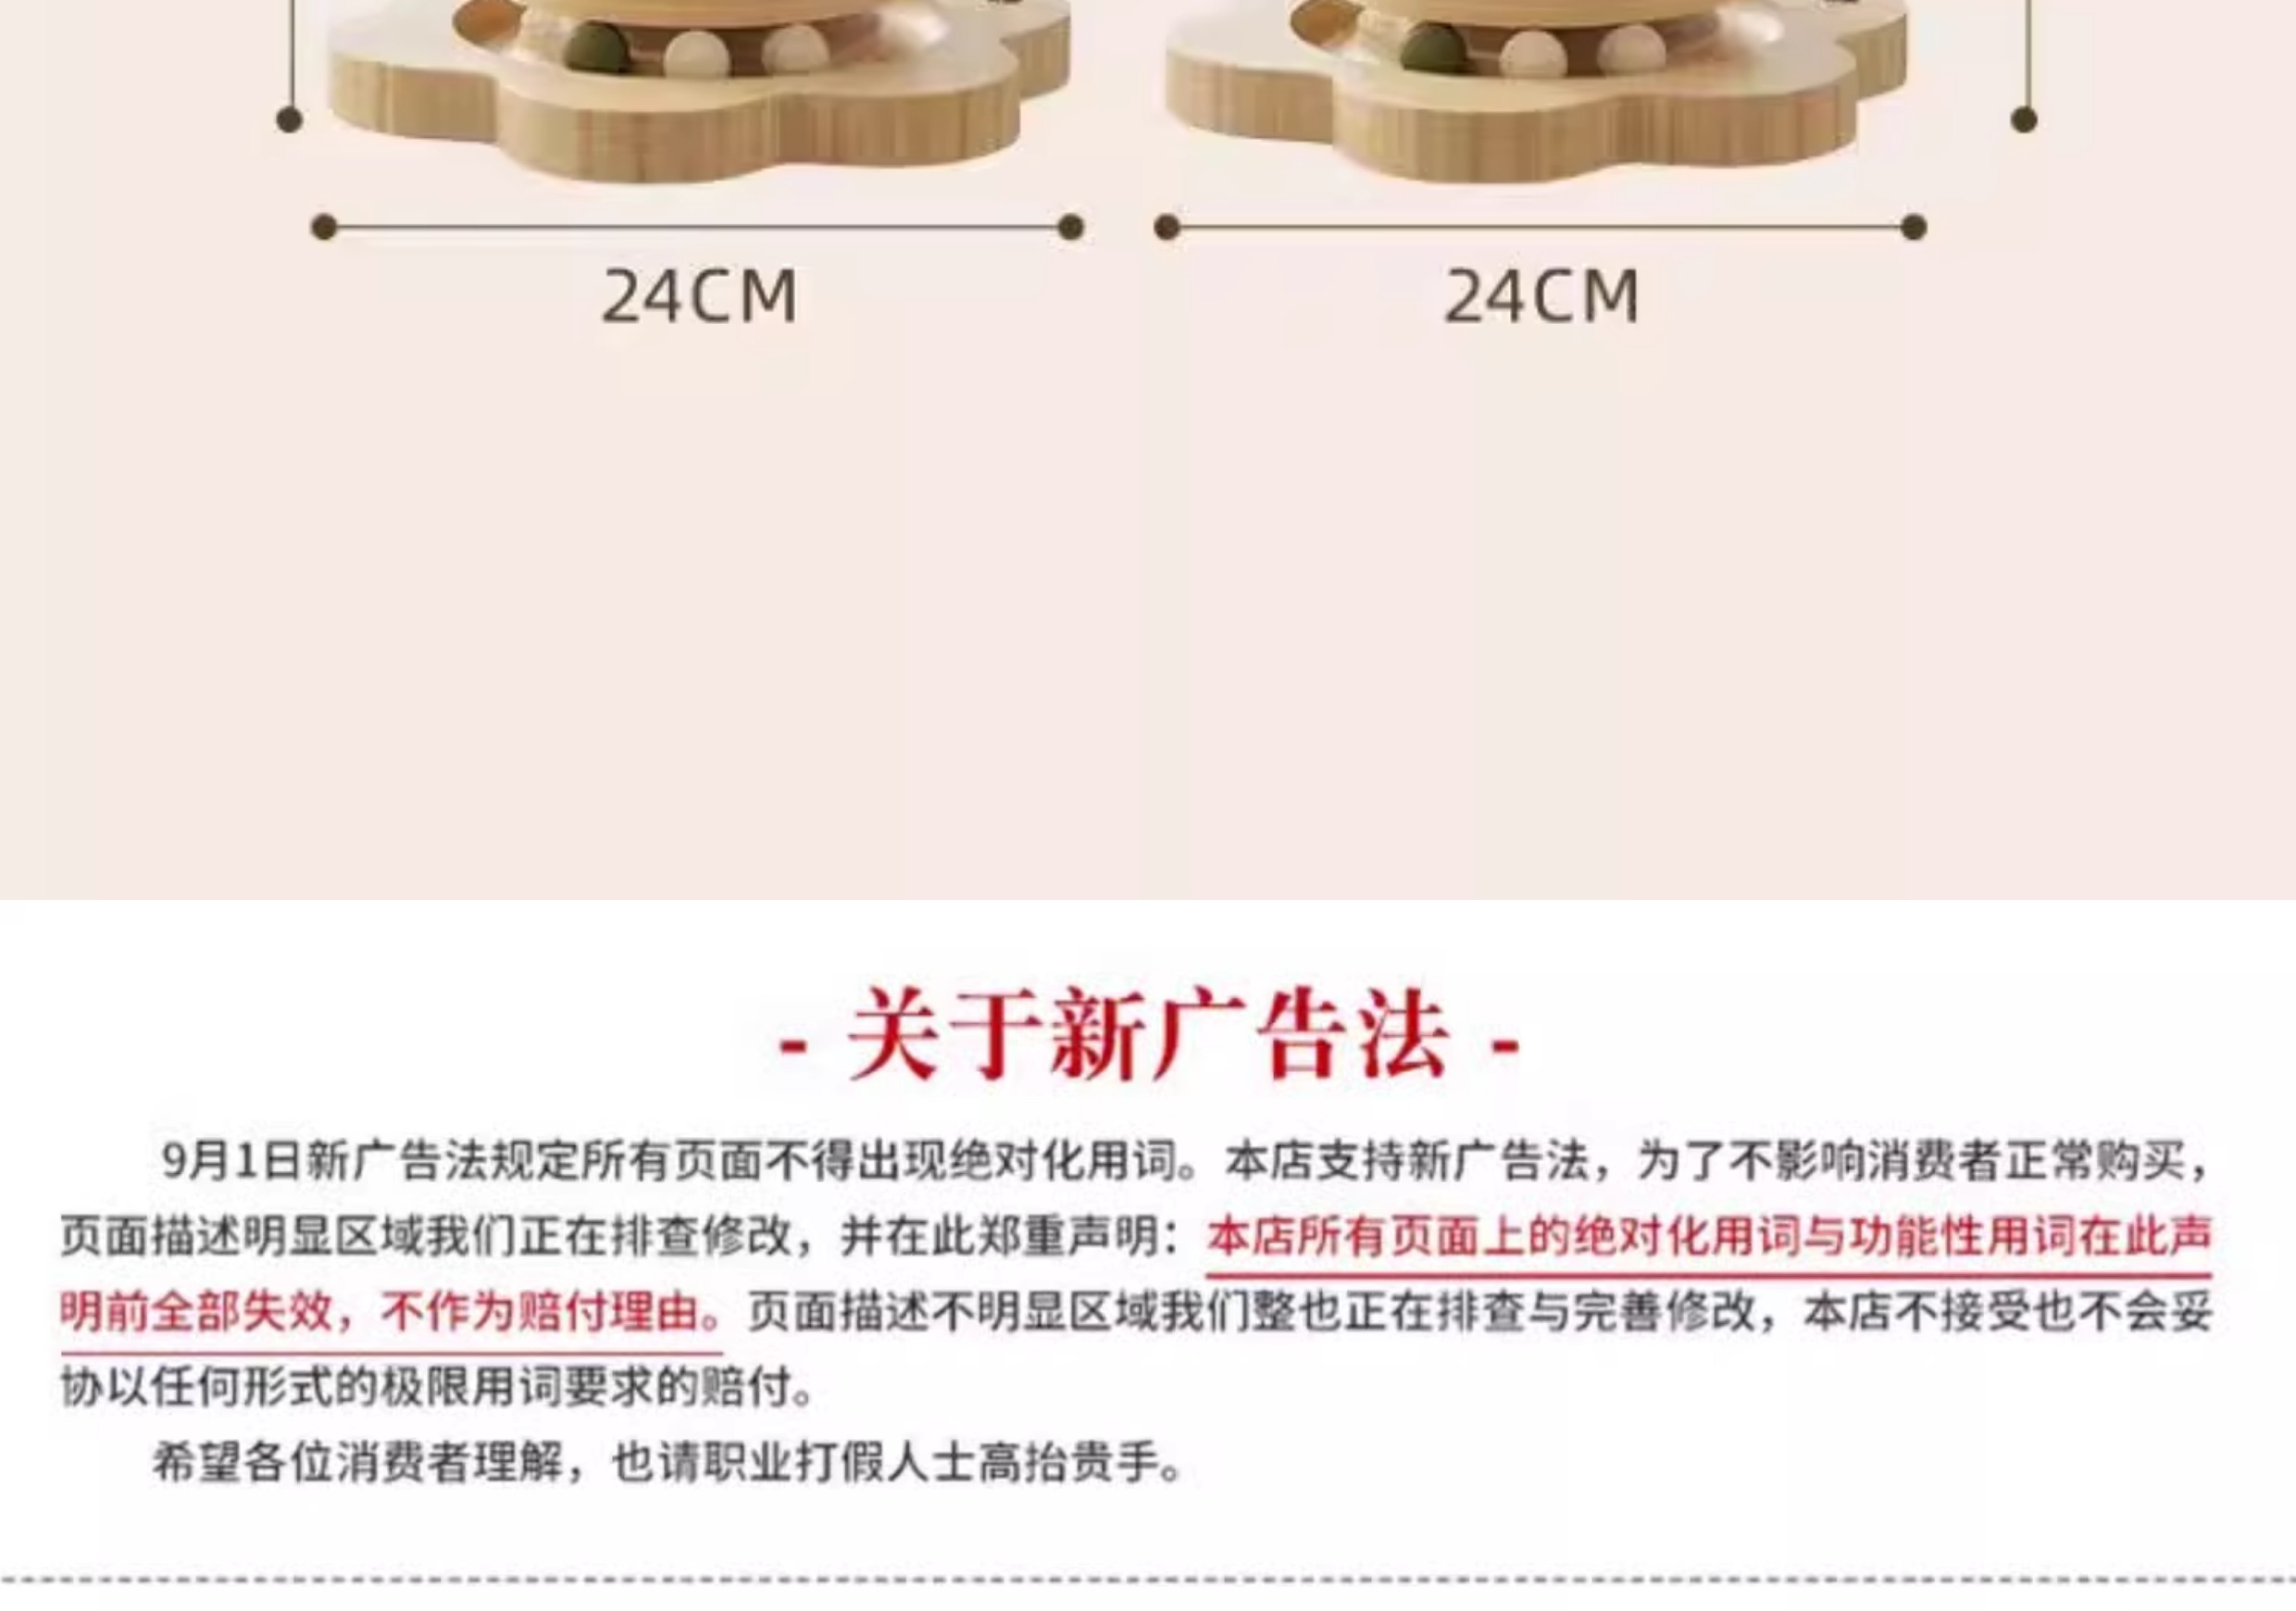 24CM 24CM
- 关于新广告法 -
9月1日新广告法规定所有页面不得出现绝对化用词。本店支持新广告法，为了不影响消费者正常购买，
页面描述明显区域我们正在排查修改，并在此郑重声明：本店所有页面上的绝对化用词与功能性用词在此声
明前全部失效，不作为赔付理由。页面描述不明显区域我们整也正在排查与完善修改，本店不接受也不会妥
协以任何形式的极限用词要求的赔付。
希望各位消费者理解，也请职业打假人士高抬贵手。